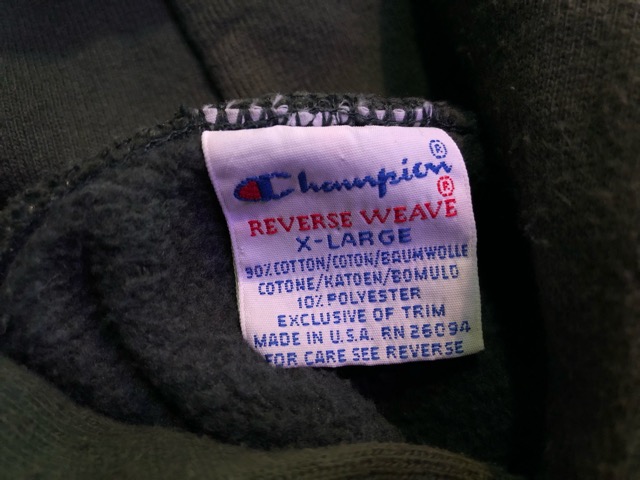 Champion®
REVERSE WEAVE®
X-LARGE
90% COTTON/COTON/BAUMWOLLE
COTONE/KATOEN/BOMULD
10% POLYESTER
EXCLUSIVE OF TRIM
MADE IN U.S.A. RN 26094
FOR CARE SEE REVERSE